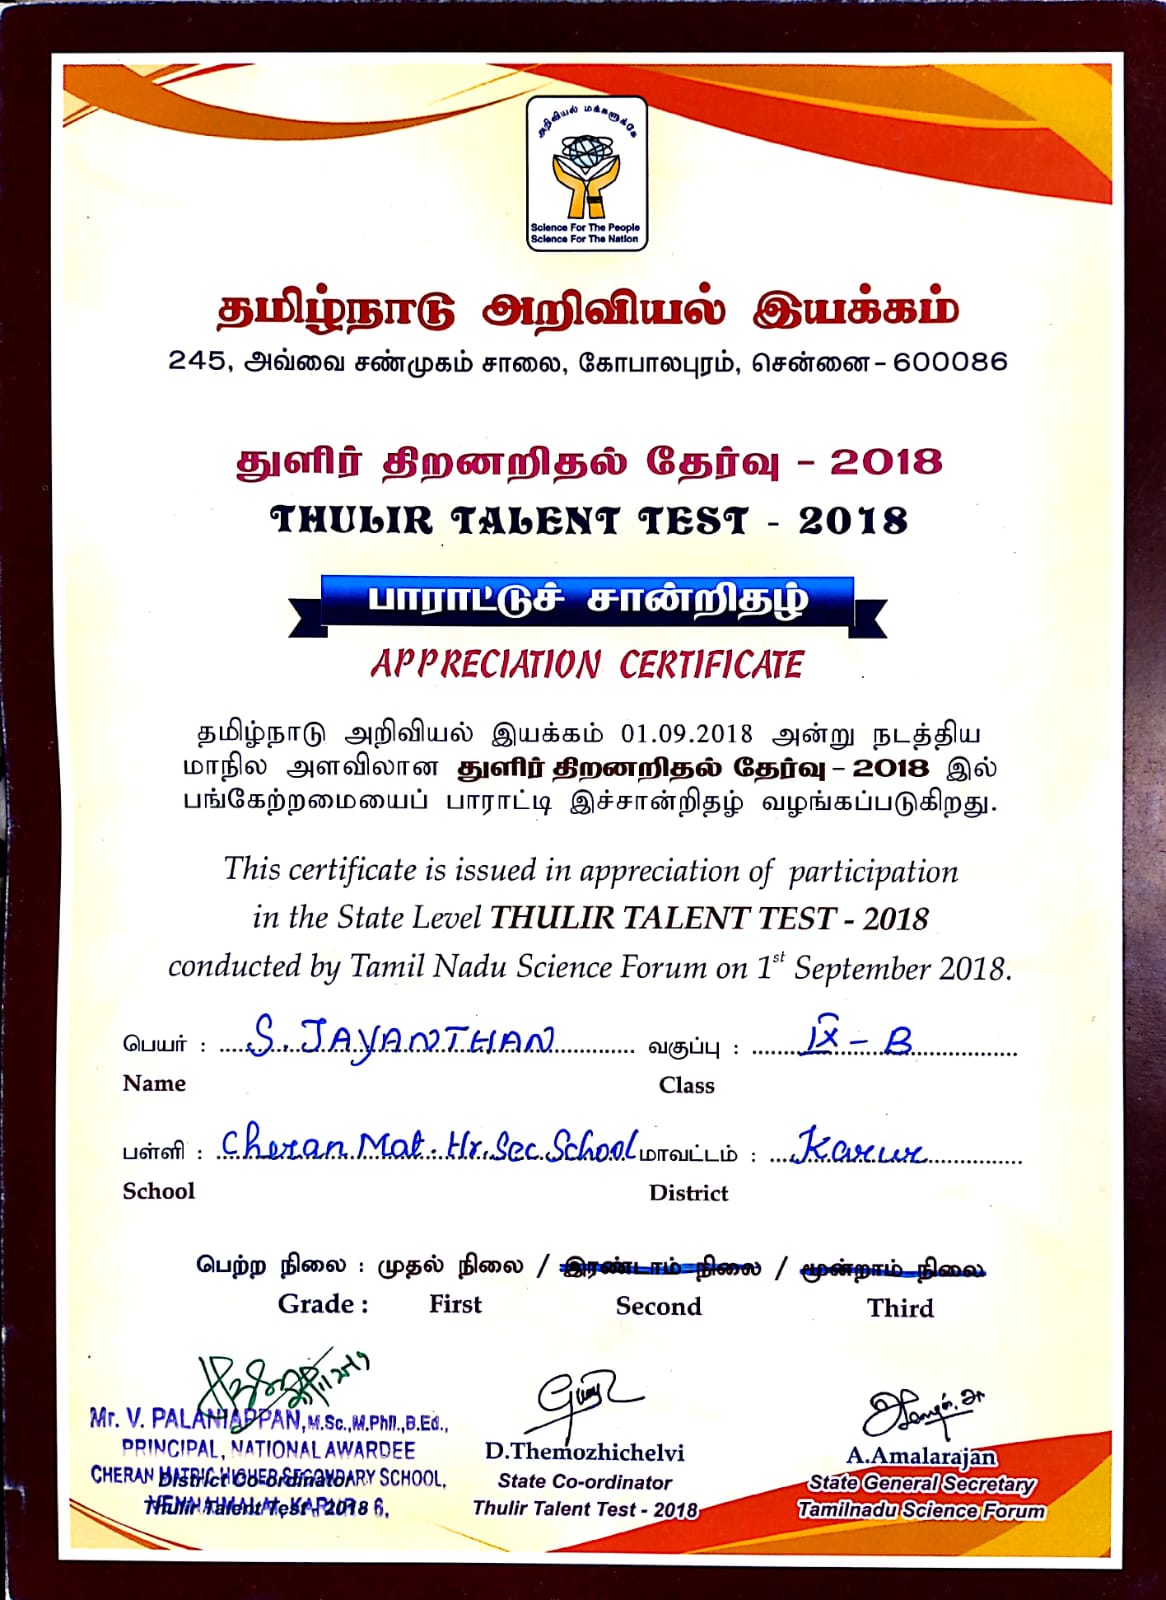 அறிவியல் மக்களுக்கே
Science For The People
Science For The Nation
தமிழ்நாடு அறிவியல் இயக்கம்
245, அவ்வை சண்முகம் சாலை, கோபாலபுரம், சென்னை - 600086
துளிர் திறனறிதல் தேர்வு - 2018
THULIR TALENT TEST - 2018
பாராட்டுச் சான்றிதழ்
APPRECIATION CERTIFICATE
தமிழ்நாடு அறிவியல் இயக்கம் 01.09.2018 அன்று நடத்திய
மாநில அளவிலான துளிர் திறனறிதல் தேர்வு - 2018 இல்
பங்கேற்றமையைப் பாராட்டி இச்சான்றிதழ் வழங்கப்படுகிறது.
This certificate is issued in appreciation of participation
in the State Level THULIR TALENT TEST - 2018
conducted by Tamil Nadu Science Forum on 1st September 2018.
பெயர் : S. JAYANTHAN வகுப்பு : IX - B
Name Class
பள்ளி : Cheran Mat. Hr. Sec. School மாவட்டம் : Karur
School District
பெற்ற நிலை : முதல் நிலை / இரண்டாம் நிலை / மூன்றாம் நிலை
Grade : First Second Third
Mr. V. PALANIAPPAN, M.Sc., M.Phil., B.Ed.,
PRINCIPAL, NATIONAL AWARDEE
CHERAN MATRIC HIGHER SECONDARY SCHOOL,
District Co-ordinator
Thulir Talent Test - 2018
D.Themozhichelvi
State Co-ordinator
Thulir Talent Test - 2018
A.Amalarajan
State General Secretary
Tamilnadu Science Forum